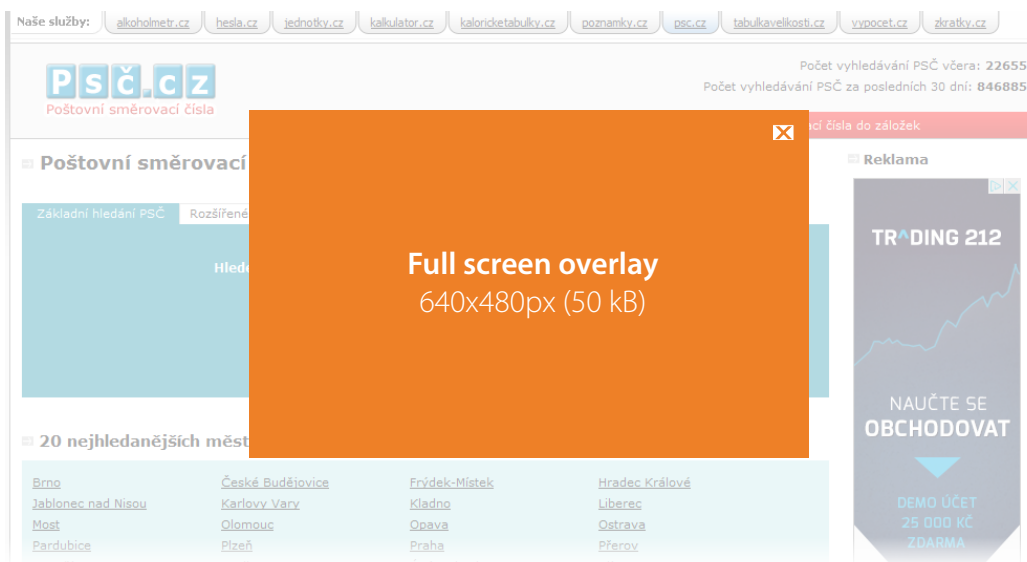 Naše služby: alkoholmetr.cz hesla.cz jednotky.cz kalkulator.cz kaloricketabulky.cz poznamky.cz psc.cz tabulkavelikosti.cz vypocet.cz zkratky.cz
Psč.cz
Poštovní směrovací čísla
Počet vyhledávání PSČ včera: 22655
Počet vyhledávání PSČ za posledních 30 dní: 846885
čísla do záložek
Poštovní směrovací
Reklama
Základní hledání PSČ Rozšířené
TRADING 212
Full screen overlay
640x480px (50 kB)
NAUČTE SE
OBCHODOVAT
20 nejhledanějších měst
Brno České Budějovice Frýdek-Místek Hradec Králové
Jablonec nad Nisou Karlovy Vary Kladno Liberec
Most Olomouc Opava Ostrava
Pardubice Plzeň Praha Přerov
DEMO ÚČET
25 000 KČ
ZDARMA